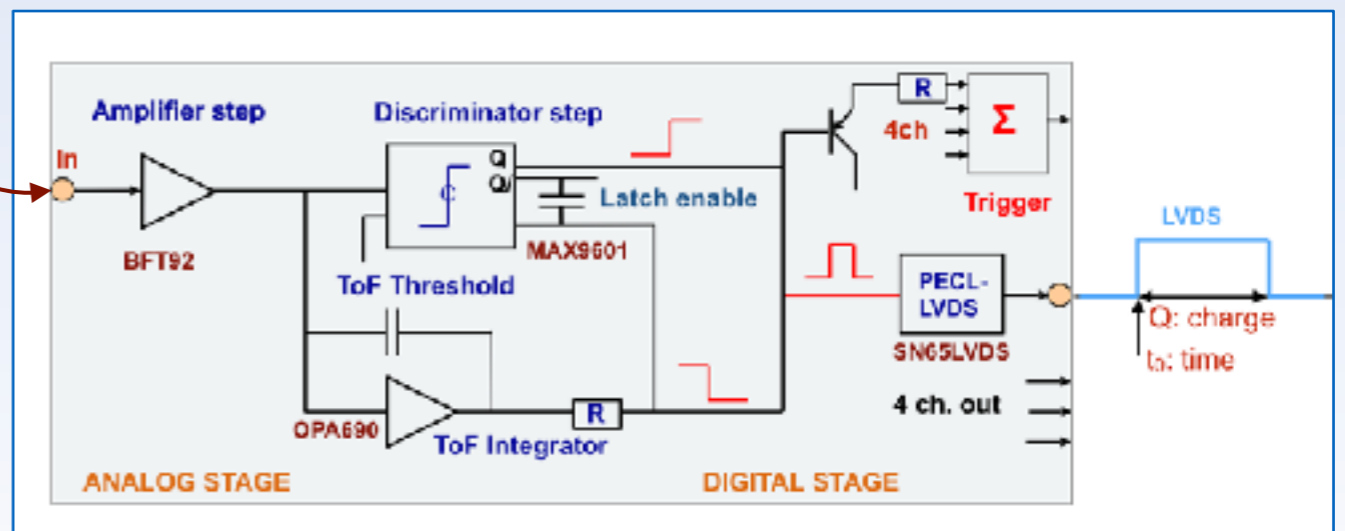 Amplifier step
Discriminator step
In
BFT92
Q
Q/
C
Latch enable
MAX9601
ToF Threshold
OPA690
R
ToF Integrator
R
4ch
Σ
Trigger
PECL-
LVDS
SN65LVDS
4 ch. out
LVDS
Q: charge
t₀: time
ANALOG STAGE
DIGITAL STAGE